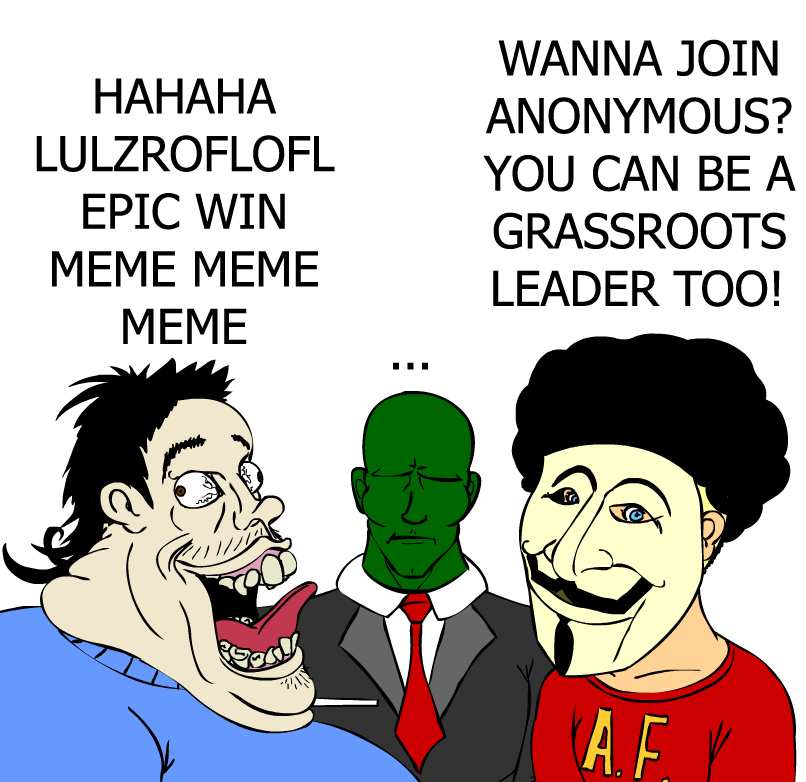 HAHAHA
LULZROFLOFL
EPIC WIN
MEME MEME
MEME
...
WANNA JOIN
ANONYMOUS?
YOU CAN BE A
GRASSROOTS
LEADER TOO!
A.F.